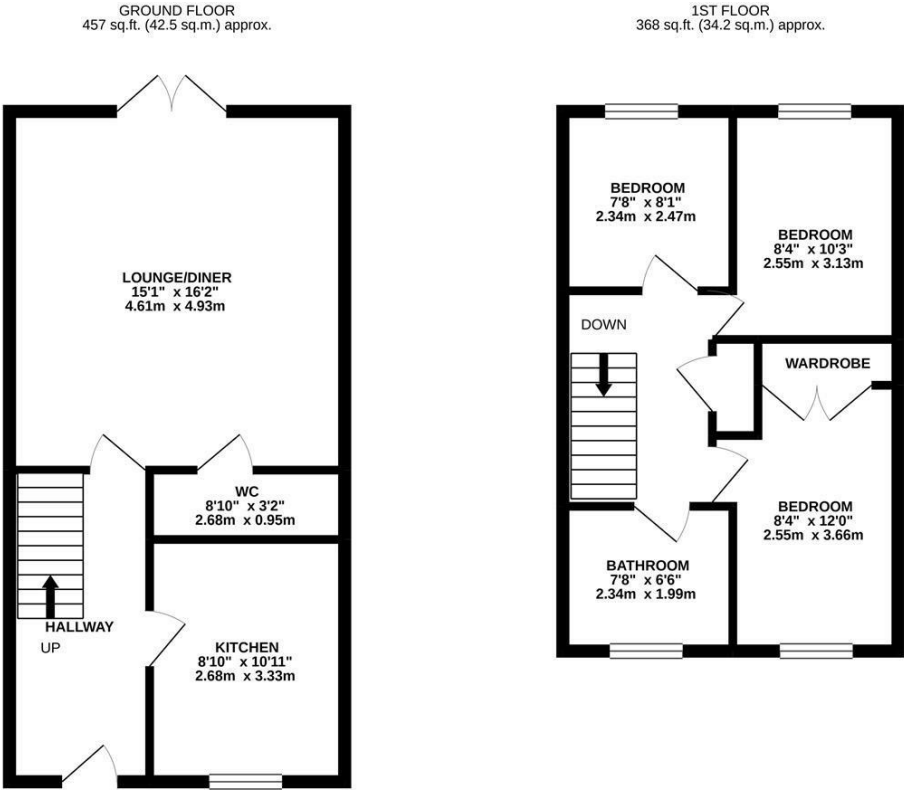 GROUND FLOOR
457 sq.ft. (42.5 sq.m.) approx.
1ST FLOOR
368 sq.ft. (34.2 sq.m.) approx.
LOUNGE/DINER
15'1" x 16'2"
4.61m x 4.93m
WC
8'10" x 3'2"
2.68m x 0.95m
HALLWAY
UP
KITCHEN
8'10" x 10'11"
2.68m x 3.33m
BEDROOM
7'8" x 8'1"
2.34m x 2.47m
BEDROOM
8'4" x 10'3"
2.55m x 3.13m
DOWN
WARDROBE
BEDROOM
8'4" x 12'0"
2.55m x 3.66m
BATHROOM
7'8" x 6'6"
2.34m x 1.99m